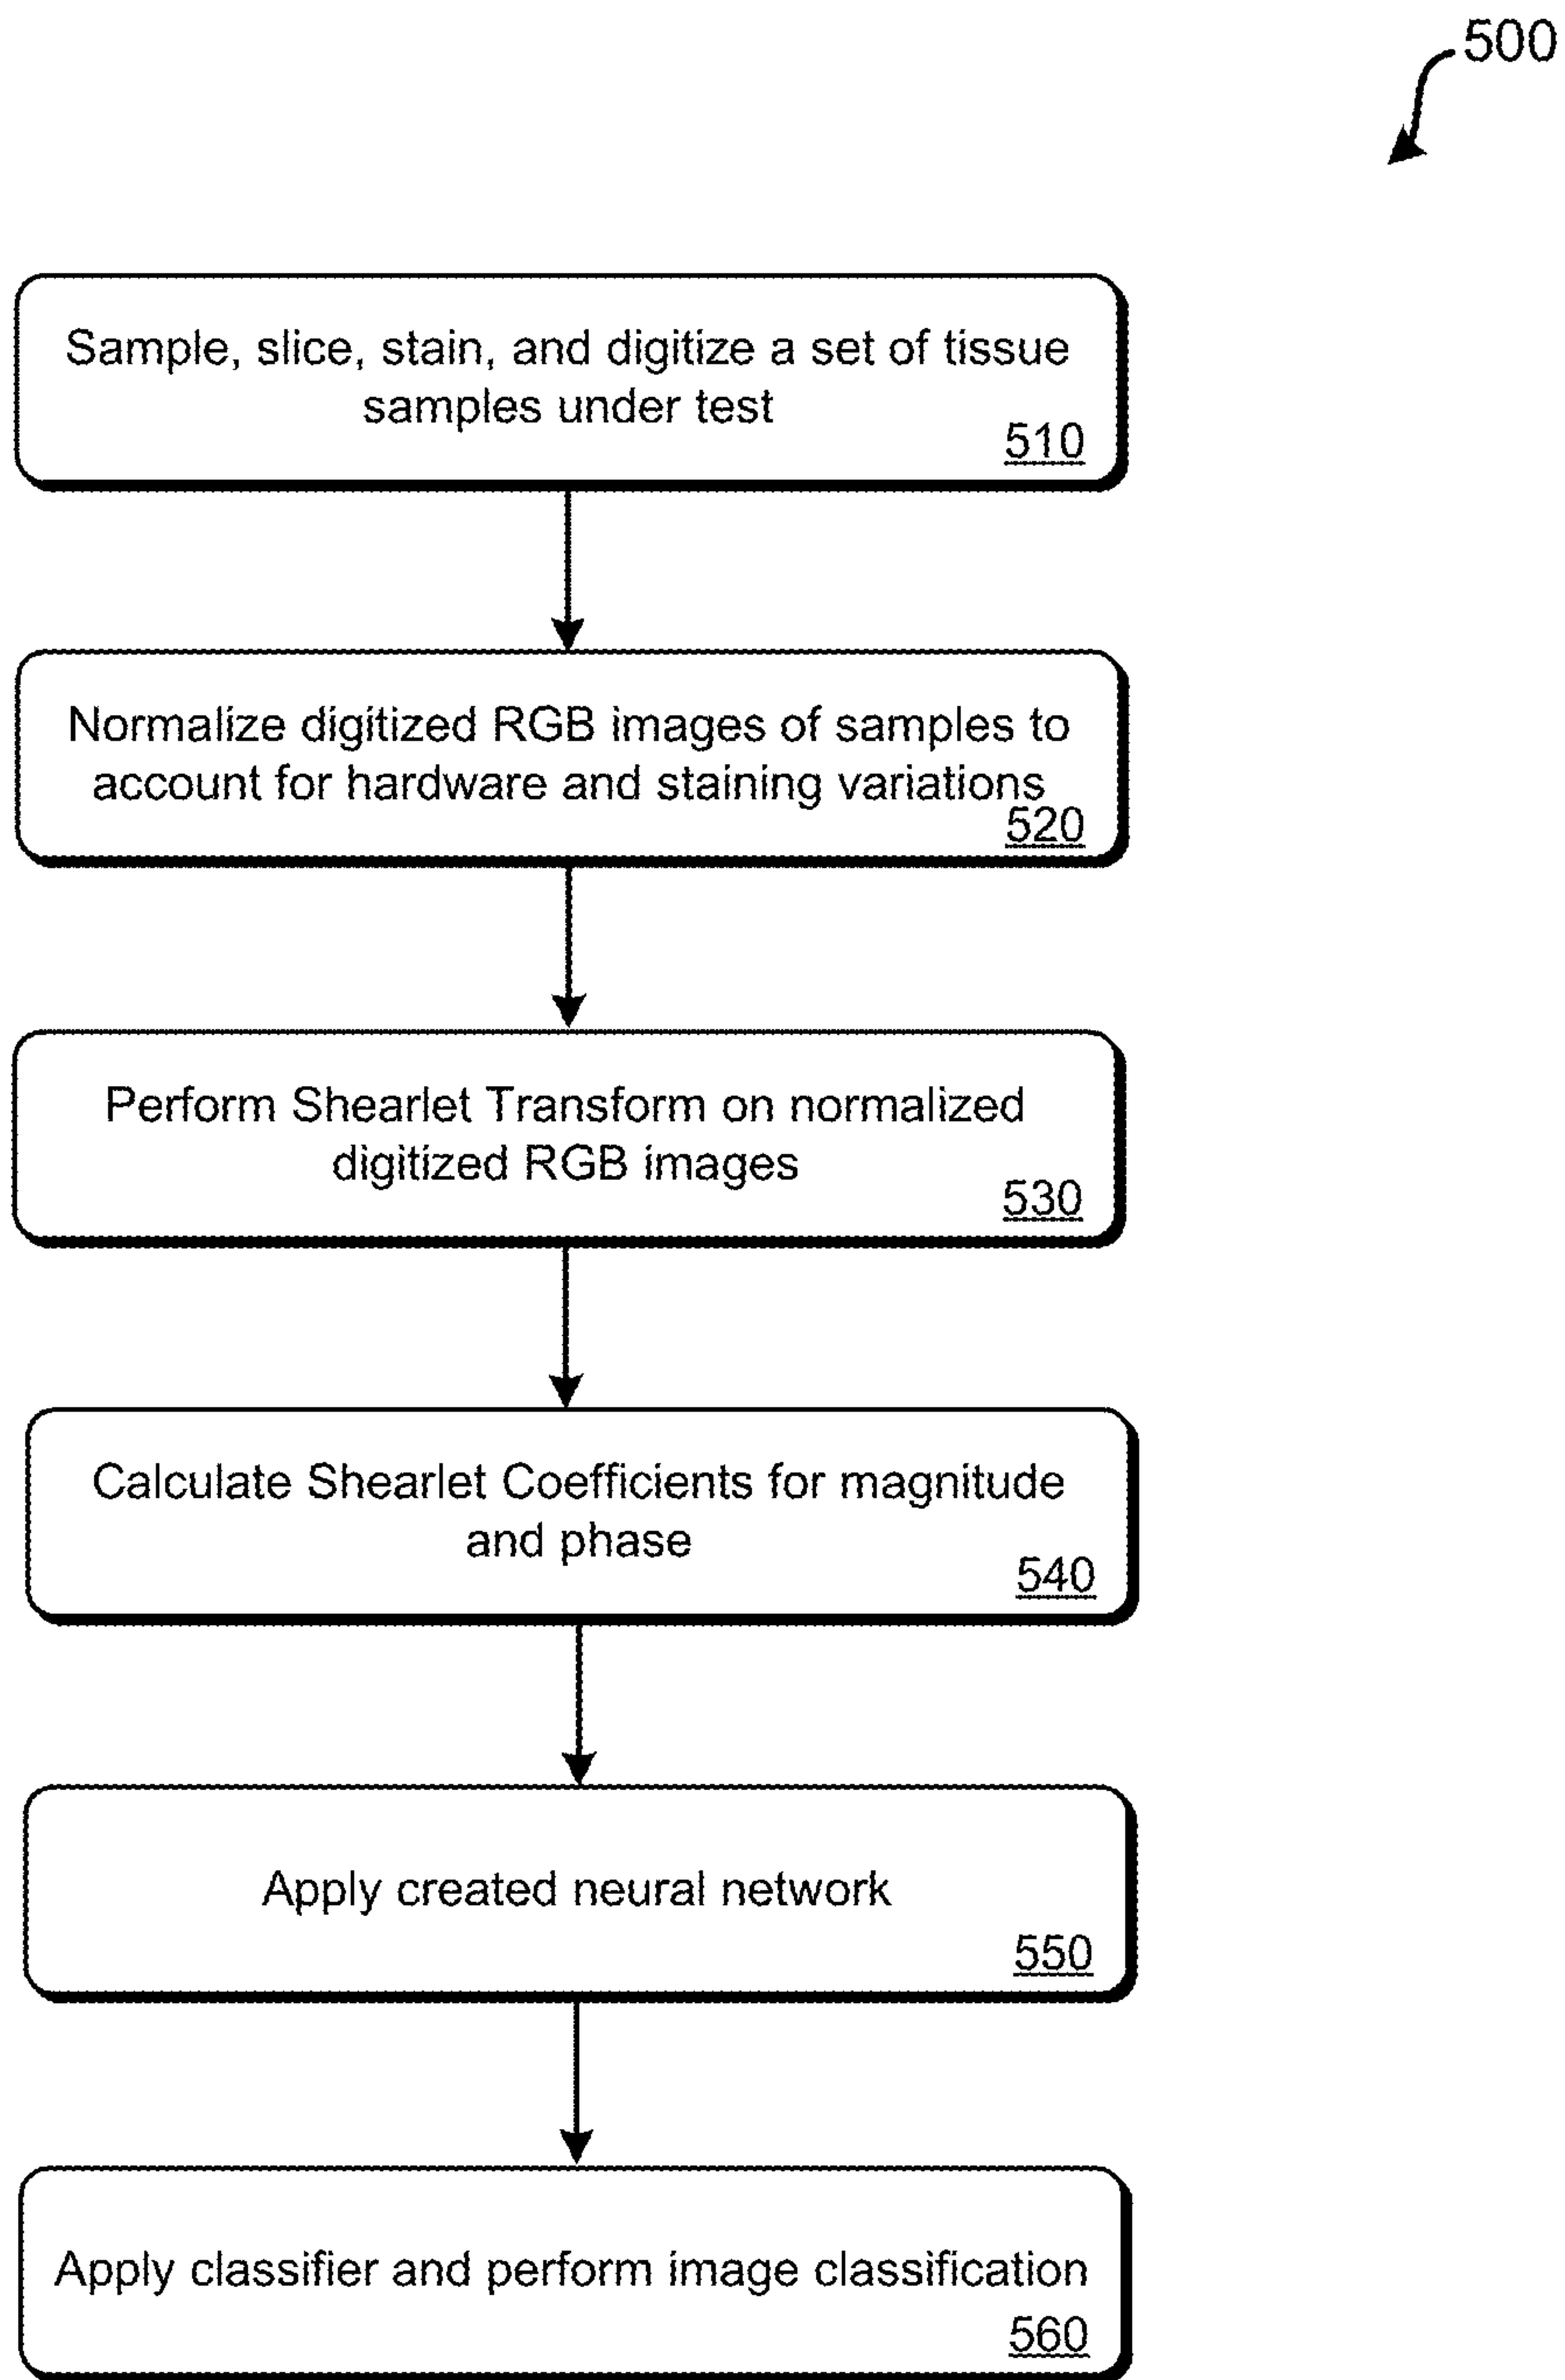 500
Sample, slice, stain, and digitize a set of tissue
samples under test
510
Normalize digitized RGB images of samples to
account for hardware and staining variations
520
Perform Shearlet Transform on normalized
digitized RGB images
530
Calculate Shearlet Coefficients for magnitude
and phase
540
Apply created neural network
550
Apply classifier and perform image classification
560